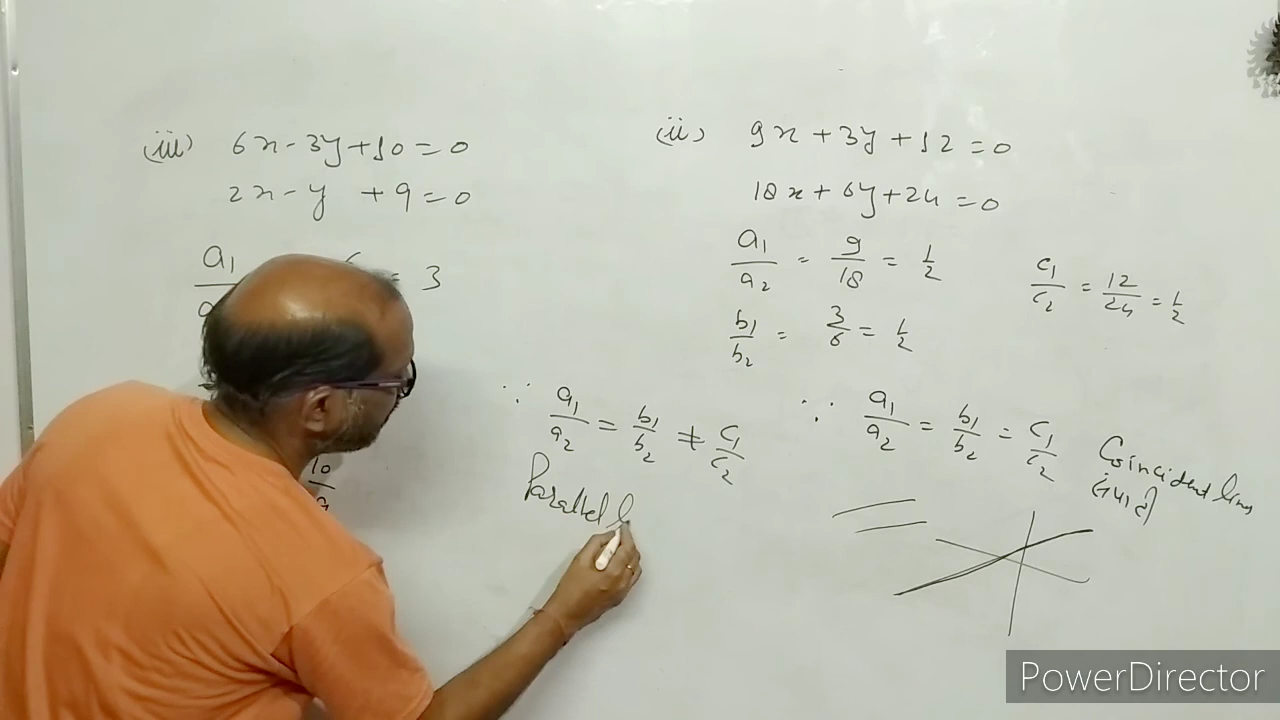 (iii) 6x - 3y + 10 = 0
2x - y + 9 = 0
a₁ = 3
10
∵ a₁/a₂ = b₁/b₂ ≠ c₁/c₂
Parallel l
(ii) 9x + 3y + 12 = 0
18x + 6y + 24 = 0
a₁/a₂ = 9/18 = 1/2
c₁/c₂ = 12/24 = 1/2
b₁/b₂ = 3/6 = 1/2
∵ a₁/a₂ = b₁/b₂ = c₁/c₂
Coincident lines
PowerDirector